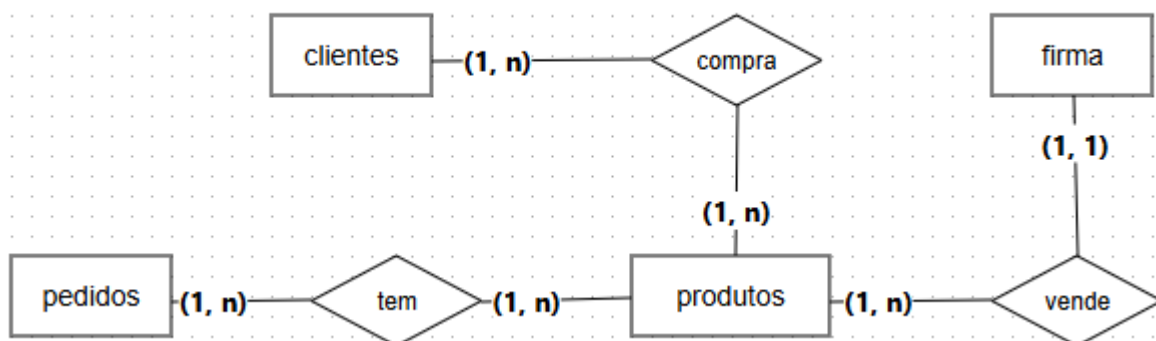 clientes
(1, n)
compra
firma
(1, 1)
(1, n)
pedidos
(1, n)
tem
(1, n)
produtos
(1, n)
vende